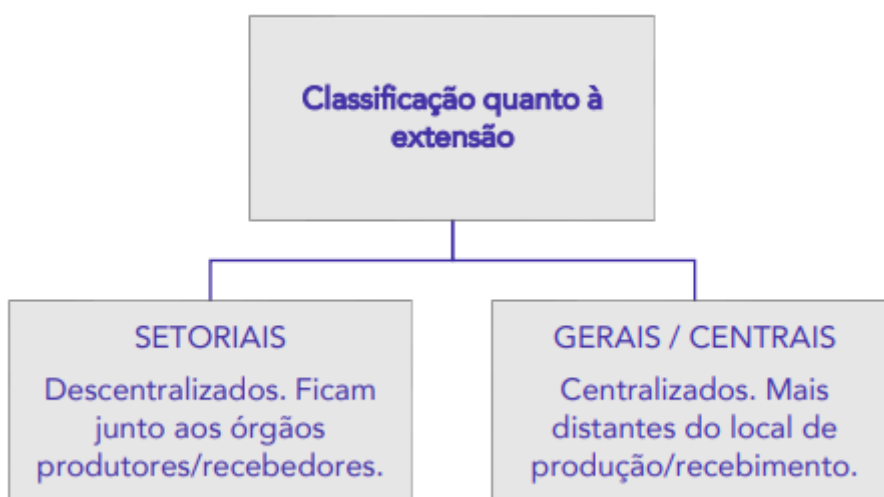 Classificação quanto à
extensão
SETORIAIS
Descentralizados. Ficam
junto aos órgãos
produtores/recebedores.
GERAIS / CENTRAIS
Centralizados. Mais
distantes do local de
produção/recebimento.